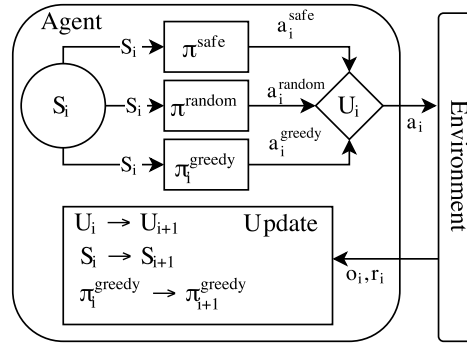 Agent
S_i
S_i
π^safe
a_i^safe
S_i
π^random
a_i^random
U_i
a_i
S_i
π_i^greedy
a_i^greedy
Environment
Update
U_i → U_{i+1}
S_i → S_{i+1}
π_i^greedy → π_{i+1}^greedy
o_i, r_i